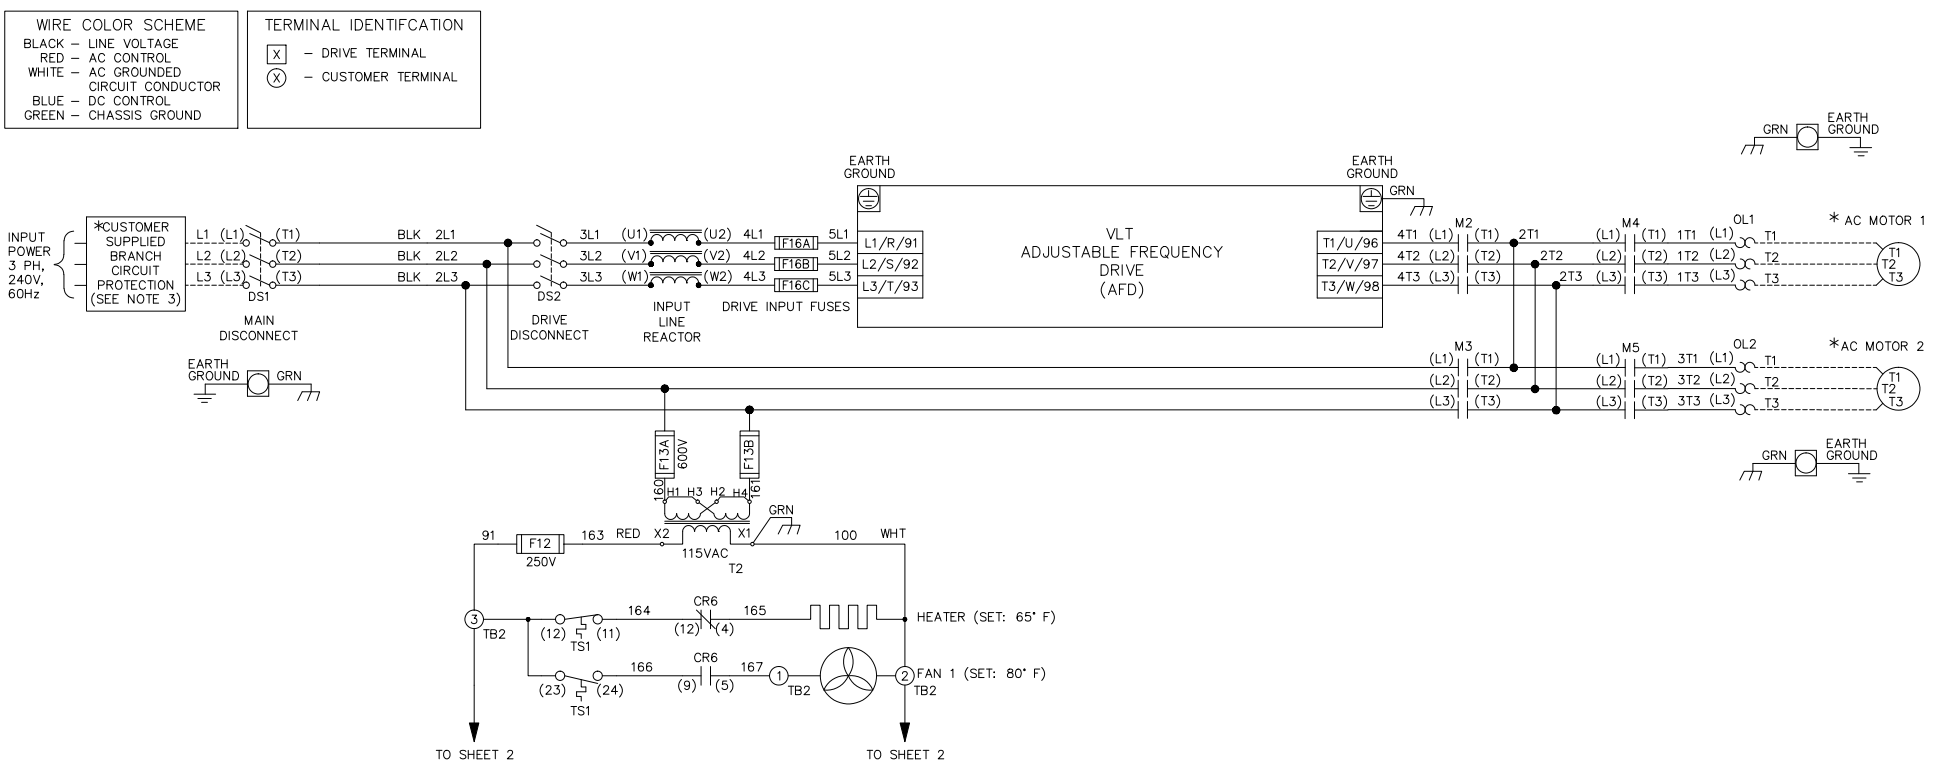 WIRE COLOR SCHEME
BLACK – LINE VOLTAGE
RED – AC CONTROL
WHITE – AC GROUNDED
CIRCUIT CONDUCTOR
BLUE – DC CONTROL
GREEN – CHASSIS GROUND
TERMINAL IDENTIFCATION
X – DRIVE TERMINAL
X – CUSTOMER TERMINAL
GRN
EARTH
GROUND
EARTH
GROUND
EARTH
GROUND
GRN
INPUT
POWER
3 PH,
240V,
60Hz
*CUSTOMER
SUPPLIED
BRANCH
CIRCUIT
PROTECTION
(SEE NOTE 3)
L1 (L1) (T1) BLK 2L1 3L1 (U1) (U2) 4L1 F16A 5L1 L1/R/91
L2 (L2) (T2) BLK 2L2 3L2 (V1) (V2) 4L2 F16B 5L2 L2/S/92
L3 (L3) (T3) BLK 2L3 3L3 (W1) (W2) 4L3 F16C 5L3 L3/T/93
DS1
MAIN
DISCONNECT
DS2
DRIVE
DISCONNECT
INPUT
LINE
REACTOR
DRIVE INPUT FUSES
VLT
ADJUSTABLE FREQUENCY
DRIVE
(AFD)
M2 M4 OL1 * AC MOTOR 1
T1/U/96 4T1 (L1) (T1) 2T1 (L1) (T1) 1T1 (L1) T1 T1
T2/V/97 4T2 (L2) (T2) 2T2 (L2) (T2) 1T2 (L2) T2 T2
T3/W/98 4T3 (L3) (T3) 2T3 (L3) (T3) 1T3 (L3) T3 T3
EARTH
GROUND
GRN
M3 M5 OL2 *AC MOTOR 2
(L1) (T1) (L1) (T1) 3T1 (L1) T1 T1
(L2) (T2) (L2) (T2) 3T2 (L2) T2 T2
(L3) (T3) (L3) (T3) 3T3 (L3) T3 T3
GRN
EARTH
GROUND
F13A
600V
F13B
160
H1 H3 H2 H4
161
GRN
91 F12 163 RED X2 X1 100 WHT
250V
115VAC
T2
3
TB2
164 CR6 165
(12) (11) (12) (4)
TS1
HEATER (SET: 65° F)
166 CR6 167
(23) (24) (9) (5)
TS1
1
TB2
2
TB2
FAN 1 (SET: 80° F)
TO SHEET 2
TO SHEET 2